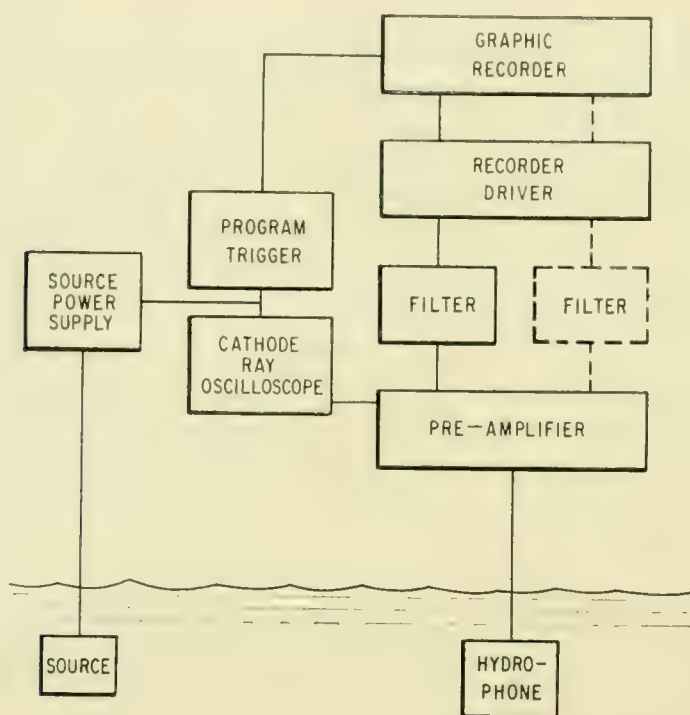 GRAPHIC
RECORDER
RECORDER
DRIVER
PROGRAM
TRIGGER
SOURCE
POWER
SUPPLY
FILTER
FILTER
CATHODE
RAY
OSCILLOSCOPE
PRE-AMPLIFIER
SOURCE
HYDRO-
PHONE